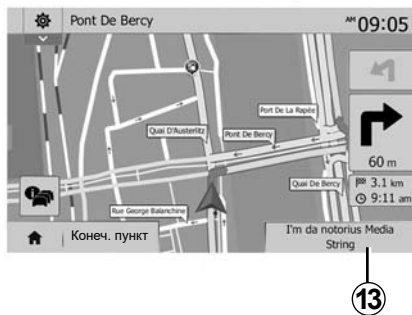 Pont De Bercy
AM 09:05
Port De La Rapée
Quai D'Austerlitz
Pont De Bercy
60 m
Quai De Bercy
3.1 km
9:11 am
Rue George Balanchine
Конеч. пункт
I'm da notorius Media
String
13